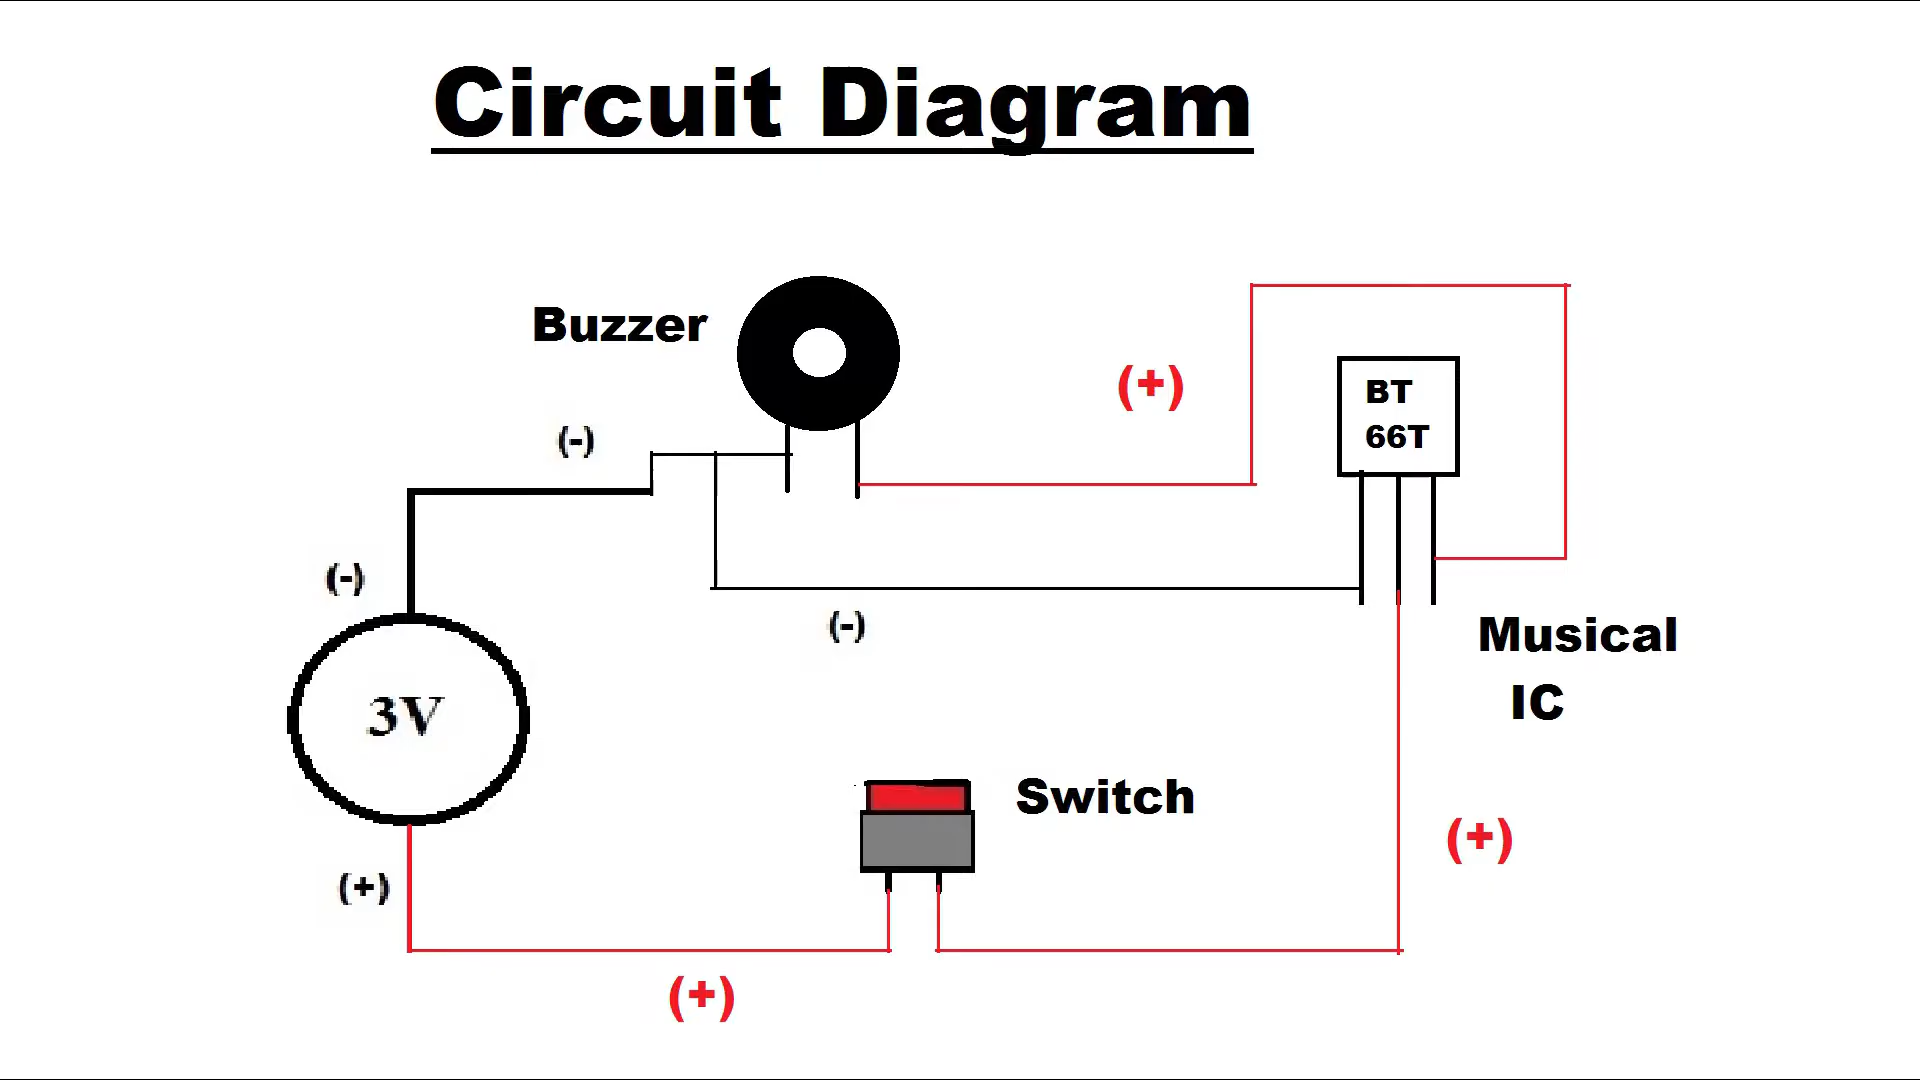 Circuit Diagram
Buzzer
(+)
BT
66T
(-)
(-)
(-)
Musical
IC
3V
Switch
(+)
(+)
(+)